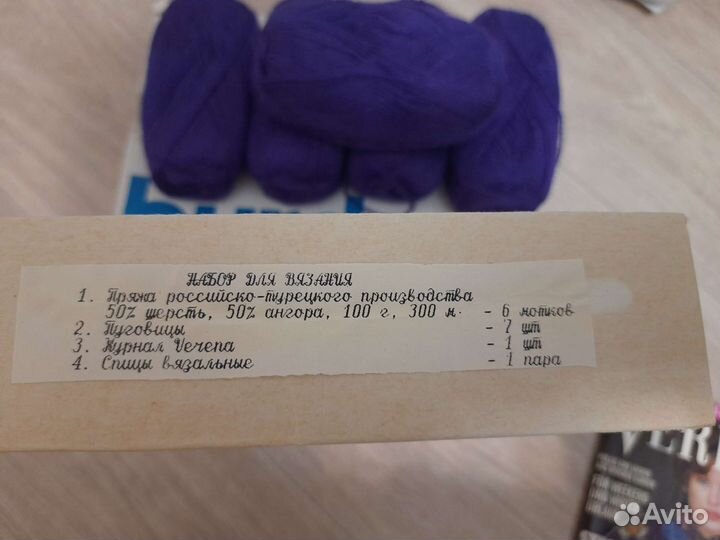 НАБОР ДЛЯ ВЯЗАНИЯ
1. Пряжа российско-турецкого производства
50% шерсть, 50% ангора, 100 г, 300 м. - 6 мотков
2. Пуговицы - 7 шт
3. Журнал Verena - 1 шт
4. Спицы вязальные - 1 пара
VER
Avito